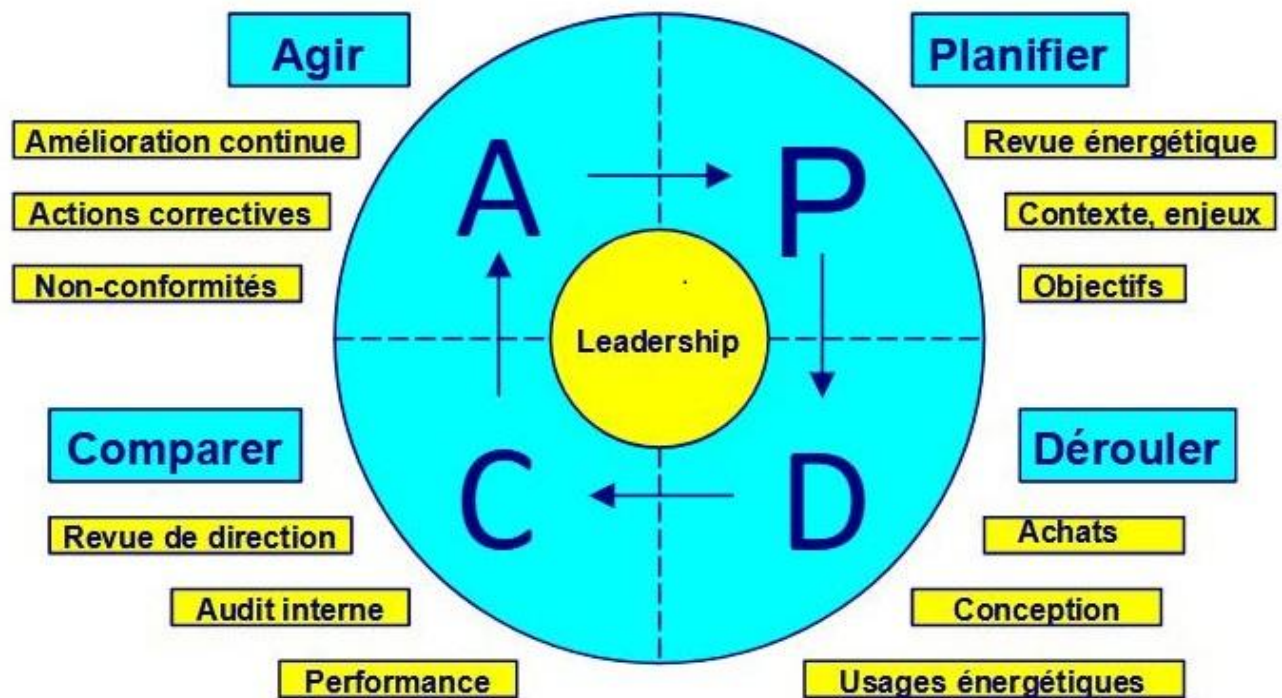 Agir
Planifier
Amélioration continue
Actions correctives
Non-conformités
A
P
Revue énergétique
Contexte, enjeux
Objectifs
Leadership
Comparer
Revue de direction
Audit interne
Performance
C
D
Dérouler
Achats
Conception
Usages énergétiques